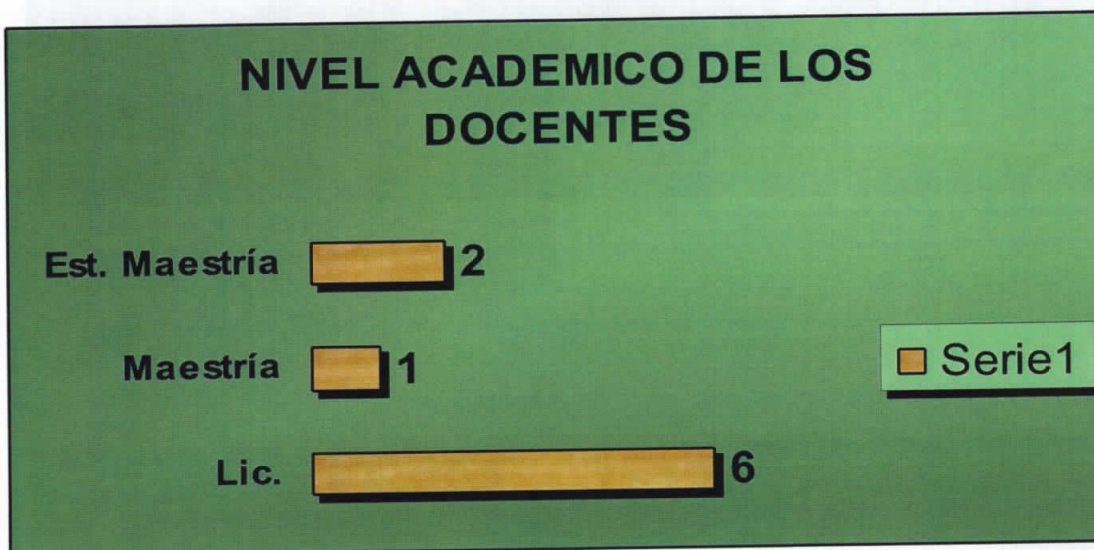 NIVEL ACADEMICO DE LOS
DOCENTES
Est. Maestría 2
Maestría 1
Serie1
Lic. 6